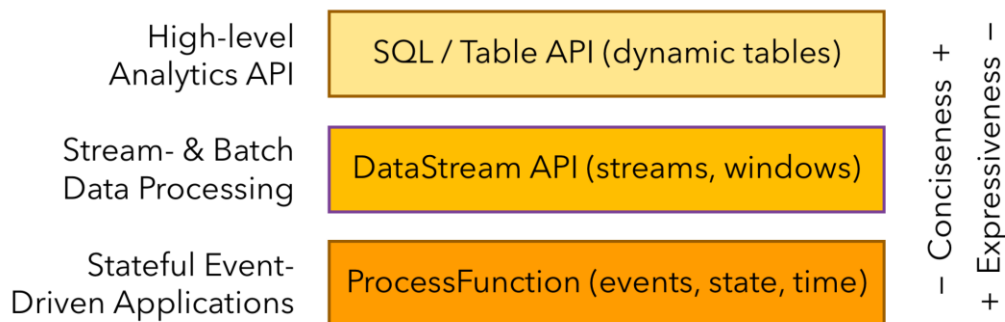 High-level
Analytics API
SQL / Table API (dynamic tables)
Stream- & Batch
Data Processing
DataStream API (streams, windows)
Stateful Event-
Driven Applications
ProcessFunction (events, state, time)
– Conciseness +
+ Expressiveness –